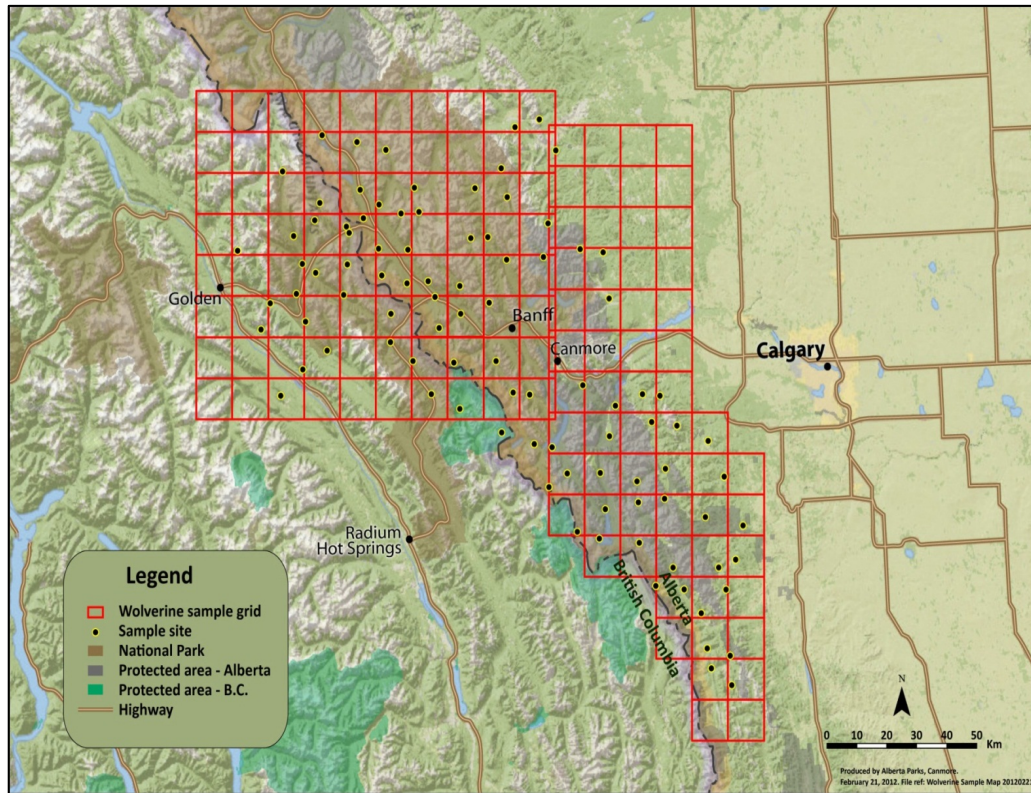 Golden
Banff
Canmore
Calgary
Radium
Hot Springs
British Columbia
Alberta
Legend
Wolverine sample grid
Sample site
National Park
Protected area - Alberta
Protected area - B.C.
Highway
N
0 10 20 30 40 50
Km
Produced by Alberta Parks, Canmore.
February 21, 2012. File ref: Wolverine Sample Map 2012022